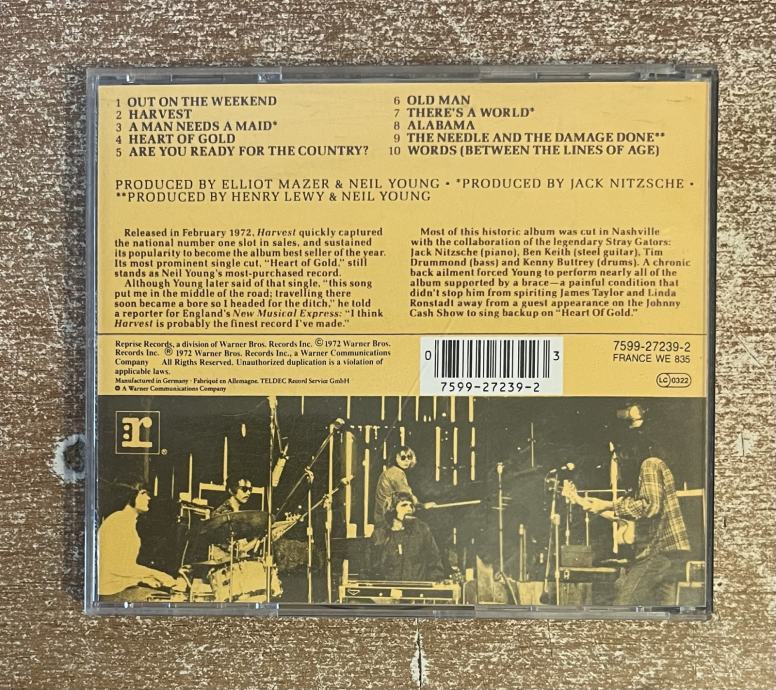 1 OUT ON THE WEEKEND
2 HARVEST
3 A MAN NEEDS A MAID*
4 HEART OF GOLD
5 ARE YOU READY FOR THE COUNTRY?
6 OLD MAN
7 THERE'S A WORLD*
8 ALABAMA
9 THE NEEDLE AND THE DAMAGE DONE**
10 WORDS (BETWEEN THE LINES OF AGE)
PRODUCED BY ELLIOT MAZER & NEIL YOUNG • *PRODUCED BY JACK NITZSCHE •
**PRODUCED BY HENRY LEWY & NEIL YOUNG
Released in February 1972, Harvest quickly captured
the national number one slot in sales, and sustained
its popularity to become the album best seller of the year.
Its most prominent single cut, "Heart of Gold," still
stands as Neil Young's most-purchased record.
Although Young later said of that single, "this song
put me in the middle of the road; travelling there
soon became a bore so I headed for the ditch," he told
a reporter for England's New Musical Express: "I think
Harvest is probably the finest record I've made."
Most of this historic album was cut in Nashville
with the collaboration of the legendary Stray Gators:
Jack Nitzsche (piano), Ben Keith (steel guitar), Tim
Drummond (bass) and Kenny Buttrey (drums). A chronic
back ailment forced Young to perform nearly all of the
album supported by a brace—a painful condition that
didn't stop him from spiriting James Taylor and Linda
Ronstadt away from a guest appearance on the Johnny
Cash Show to sing backup on "Heart Of Gold."
Reprise Records, a division of Warner Bros. Records Inc. © 1972 Warner Bros.
Records Inc. ℗ 1972 Warner Bros. Records Inc., a Warner Communications
Company All Rigths Reserved. Unauthorized duplication is a violation of
applicable laws.
Manufactured in Germany · Fabriqué en Allemagne. TELDEC Record Service GmbH
A Warner Communications Company
0 3
7599-27239-2
7599-27239-2
FRANCE WE 835
LC 0322
r ®